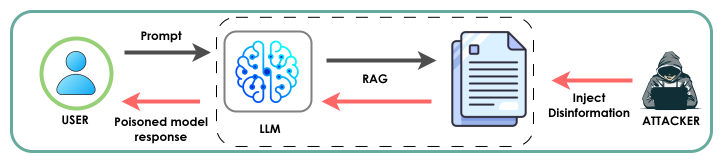 Prompt
RAG
Inject
Disinformation
USER
Poisoned model
response
LLM
ATTACKER